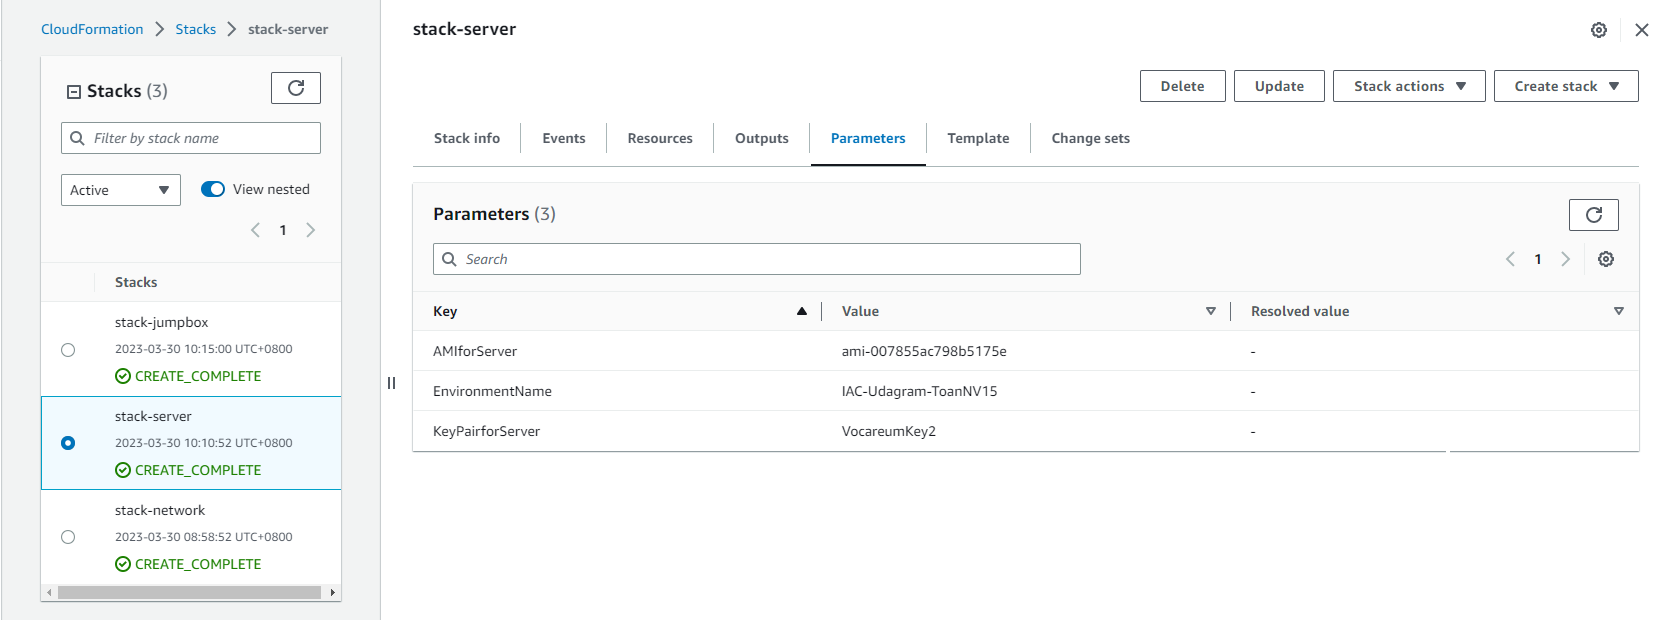 CloudFormation > Stacks > stack-server
Stacks (3)
Filter by stack name
Active
View nested
1
Stacks
stack-jumpbox
2023-03-30 10:15:00 UTC+0800
CREATE_COMPLETE
stack-server
2023-03-30 10:10:52 UTC+0800
CREATE_COMPLETE
stack-network
2023-03-30 08:58:52 UTC+0800
CREATE_COMPLETE
stack-server
Delete Update Stack actions Create stack
Stack info Events Resources Outputs Parameters Template Change sets
Parameters (3)
Search
1
Key Value Resolved value
AMIforServer ami-007855ac798b5175e -
EnvironmentName IAC-Udagram-ToanNV15 -
KeyPairforServer VocareumKey2 -